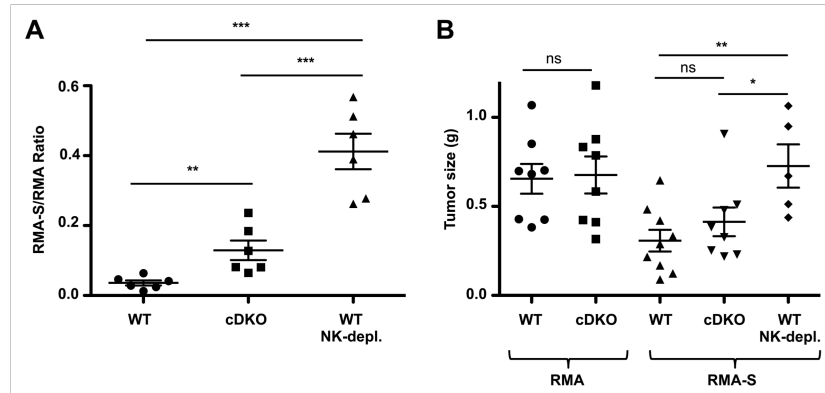 A
***
***
**
RMA-S/RMA Ratio
0.6
0.4
0.2
0.0
WT
cDKO
WT
NK-depl.
B
**
ns
ns
*
Tumor size (g)
1.0
0.5
0.0
WT
cDKO
WT
cDKO
WT
NK-depl.
RMA
RMA-S